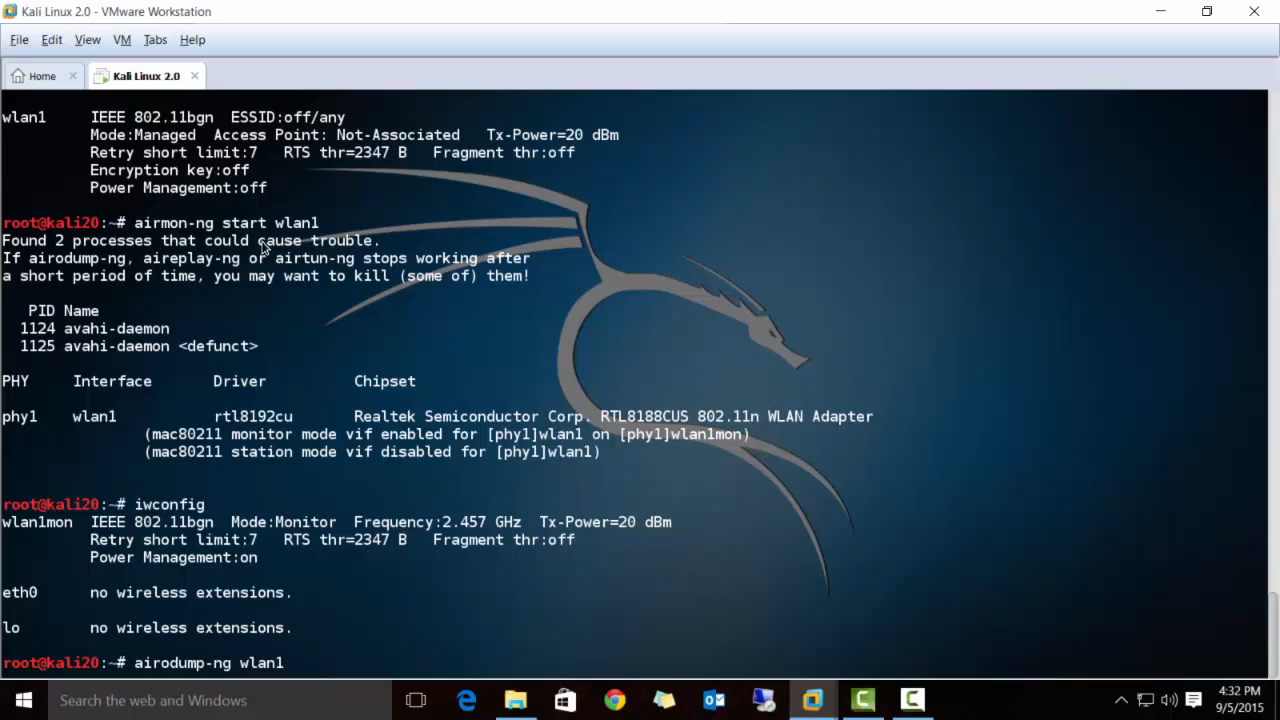 Kali Linux 2.0 - VMware Workstation
File Edit View VM Tabs Help
Home Kali Linux 2.0
wlan1 IEEE 802.11bgn ESSID:off/any
Mode:Managed Access Point: Not-Associated Tx-Power=20 dBm
Retry short limit:7 RTS thr=2347 B Fragment thr:off
Encryption key:off
Power Management:off
root@kali20:~# airmon-ng start wlan1
Found 2 processes that could cause trouble.
If airodump-ng, aireplay-ng or airtun-ng stops working after
a short period of time, you may want to kill (some of) them!
PID Name
1124 avahi-daemon
1125 avahi-daemon <defunct>
PHY Interface Driver Chipset
phy1 wlan1 rtl8192cu Realtek Semiconductor Corp. RTL8188CUS 802.11n WLAN Adapter
(mac80211 monitor mode vif enabled for [phy1]wlan1 on [phy1]wlan1mon)
(mac80211 station mode vif disabled for [phy1]wlan1)
root@kali20:~# iwconfig
wlan1mon IEEE 802.11bgn Mode:Monitor Frequency:2.457 GHz Tx-Power=20 dBm
Retry short limit:7 RTS thr=2347 B Fragment thr:off
Power Management:on
eth0 no wireless extensions.
lo no wireless extensions.
root@kali20:~# airodump-ng wlan1
Search the web and Windows
4:32 PM
9/5/2015